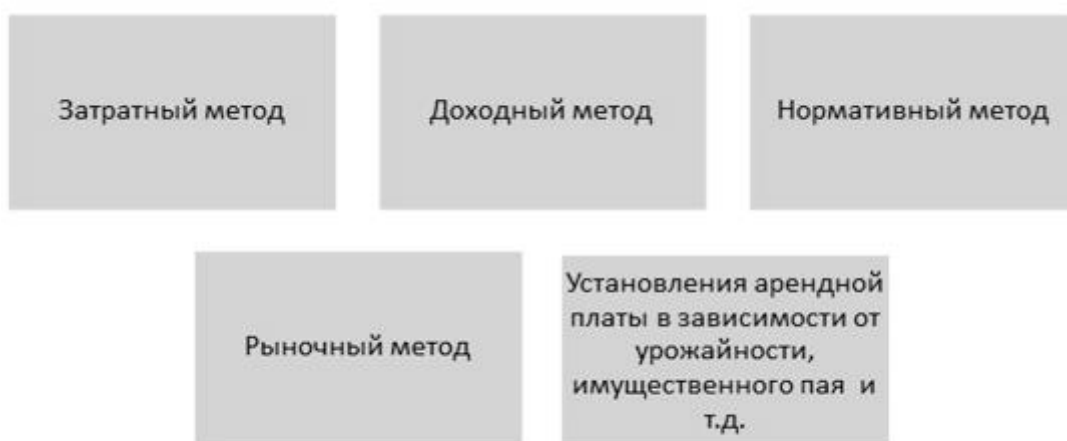 Затратный метод
Доходный метод
Нормативный метод
Рыночный метод
Установления арендной
платы в зависимости от
урожайности,
имущественного пая и
т.д.